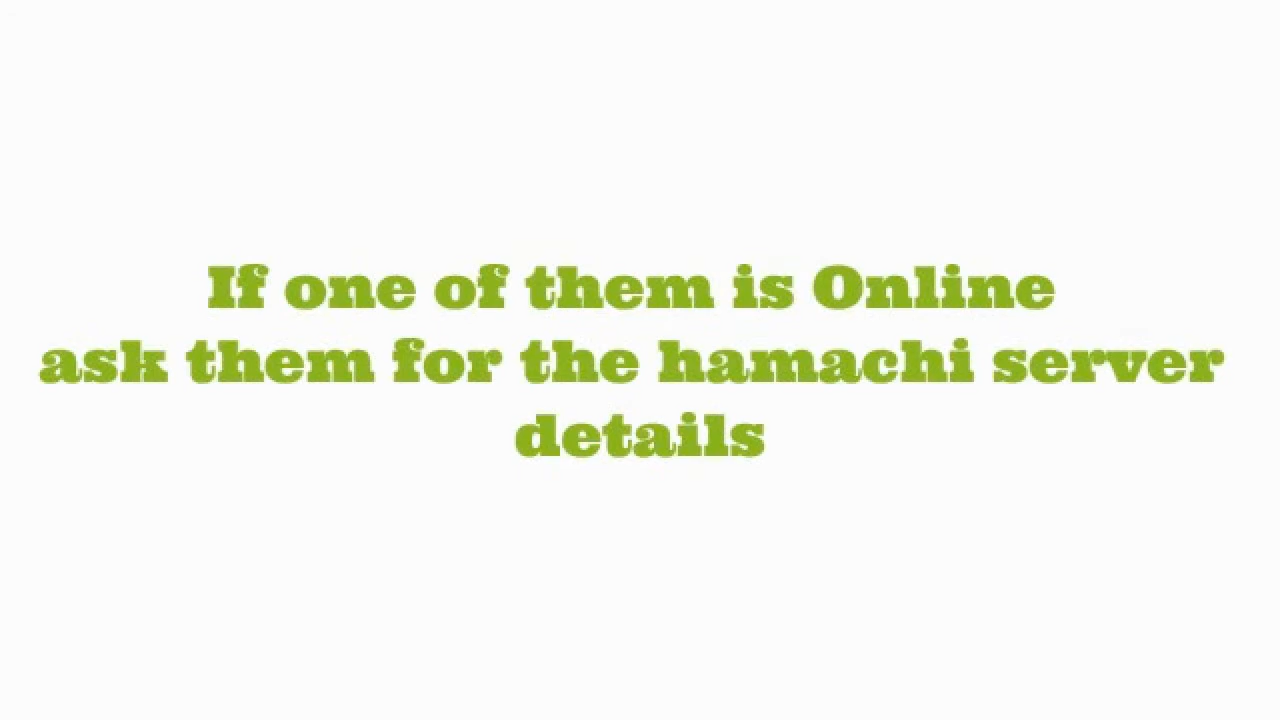 If one of them is Online
ask them for the hamachi server
details